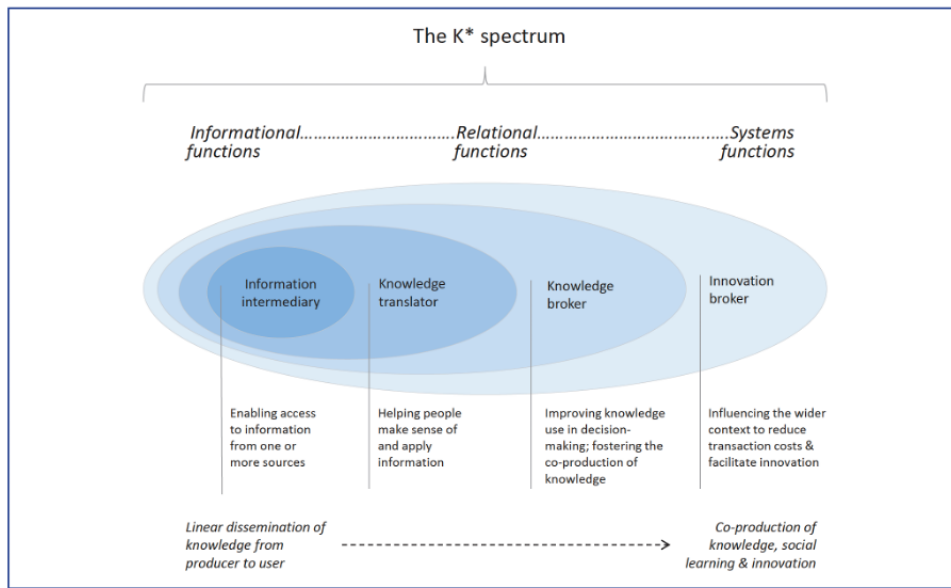 The K* spectrum
Informational……………………………Relational…………………………………..…..Systems
functions functions functions
Information
intermediary
Knowledge
translator
Knowledge
broker
Innovation
broker
Enabling access
to information
from one or
more sources
Helping people
make sense of
and apply
information
Improving knowledge
use in decision-
making; fostering the
co-production of
knowledge
Influencing the wider
context to reduce
transaction costs &
facilitate innovation
Linear dissemination of
knowledge from
producer to user
Co-production of
knowledge, social
learning & innovation